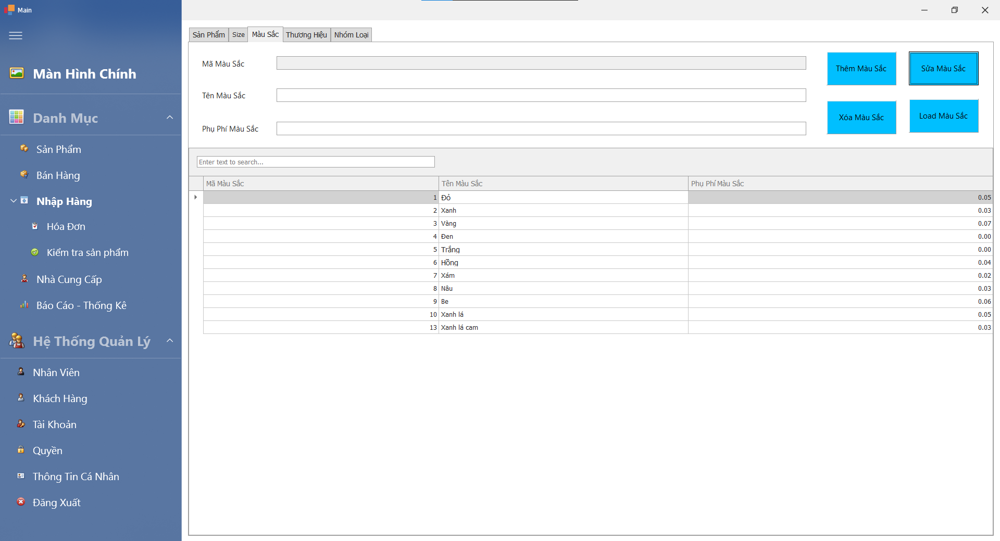 Main
Màn Hình Chính
Danh Mục
Sản Phẩm
Bán Hàng
Nhập Hàng
Hóa Đơn
Kiểm tra sản phẩm
Nhà Cung Cấp
Báo Cáo - Thống Kê
Hệ Thống Quản Lý
Nhân Viên
Khách Hàng
Tài Khoản
Quyền
Thông Tin Cá Nhân
Đăng Xuất
Sản Phẩm Size Màu Sắc Thương Hiệu Nhóm Loại
Mã Màu Sắc
Tên Màu Sắc
Phụ Phí Màu Sắc
Thêm Màu Sắc Sửa Màu Sắc
Xóa Màu Sắc Load Màu Sắc
Enter text to search...
Mã Màu Sắc Tên Màu Sắc Phụ Phí Màu Sắc
1 Đỏ 0.05
2 Xanh 0.03
3 Vàng 0.07
4 Đen 0.00
5 Trắng 0.00
6 Hồng 0.04
7 Xám 0.02
8 Nâu 0.03
9 Be 0.06
10 Xanh lá 0.05
13 Xanh lá cam 0.03